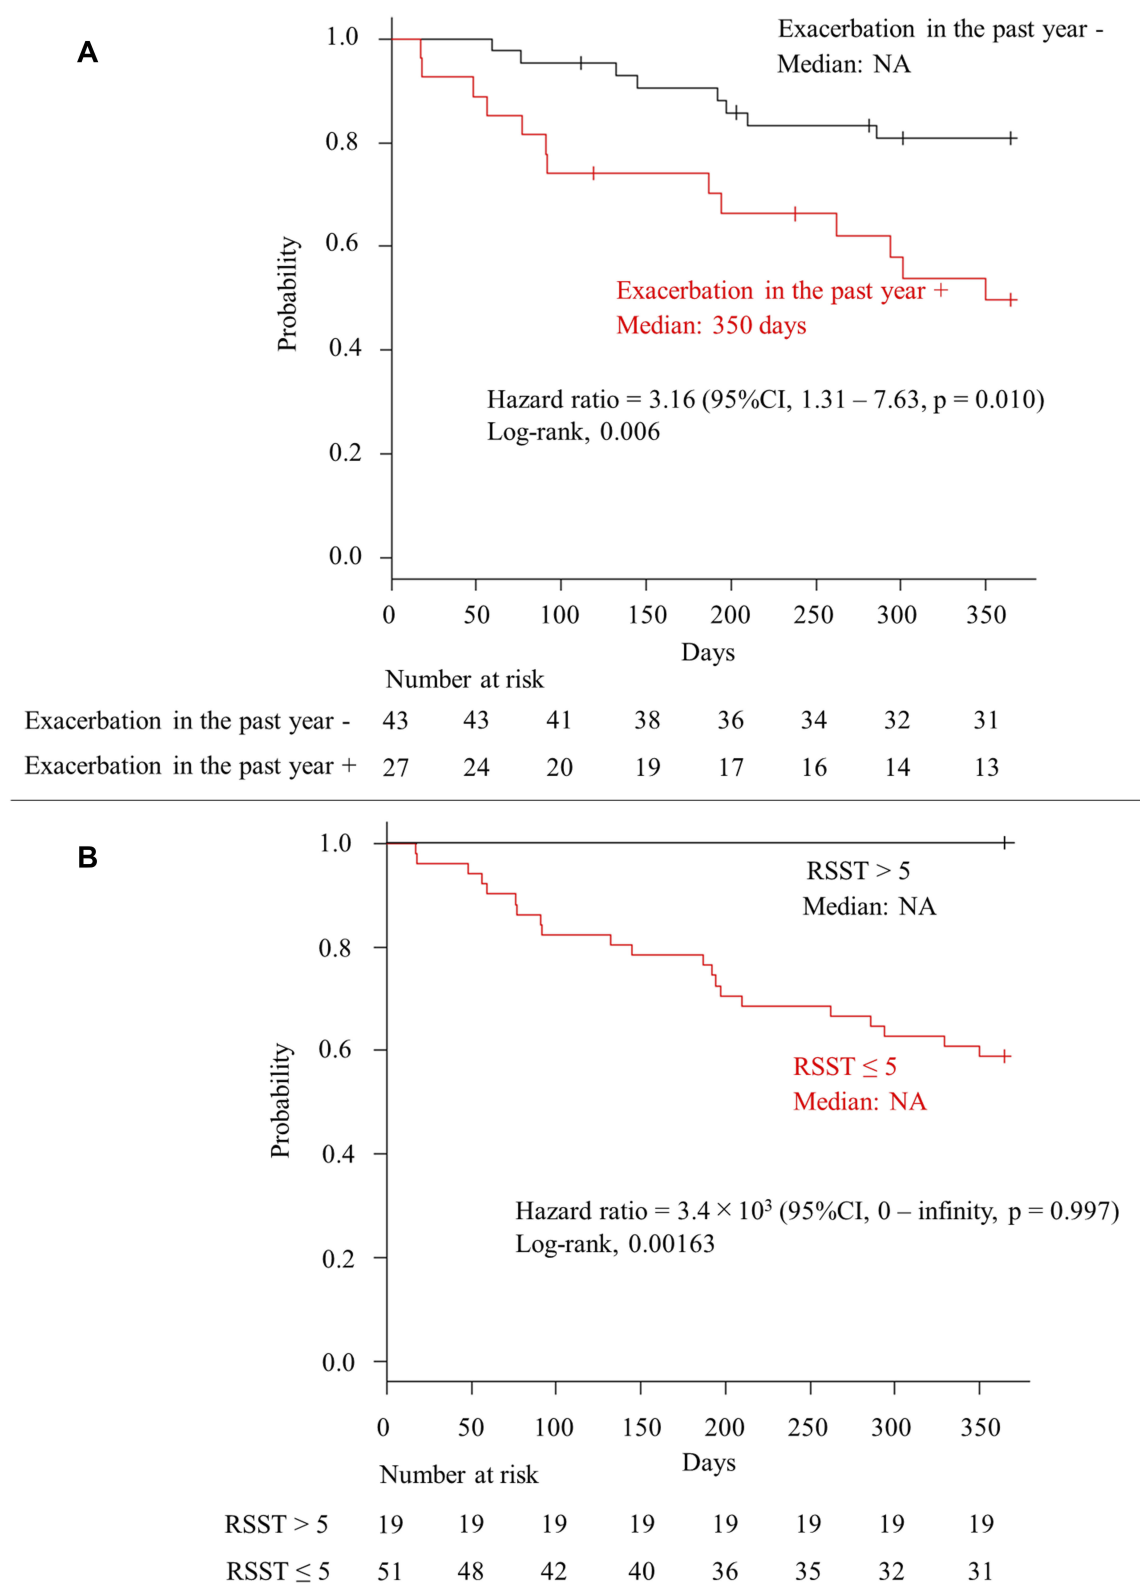 A
Exacerbation in the past year -
Median: NA
1.0
0.8
0.6
0.4
0.2
0.0
Probability
Exacerbation in the past year +
Median: 350 days
Hazard ratio = 3.16 (95%CI, 1.31 – 7.63, p = 0.010)
Log-rank, 0.006
0 50 100 150 200 250 300 350
Days
Number at risk
Exacerbation in the past year - 43 43 41 38 36 34 32 31
Exacerbation in the past year + 27 24 20 19 17 16 14 13
B
1.0
0.8
0.6
0.4
0.2
0.0
Probability
RSST > 5
Median: NA
RSST ≤ 5
Median: NA
Hazard ratio = 3.4 × 10³ (95%CI, 0 – infinity, p = 0.997)
Log-rank, 0.00163
0 50 100 150 200 250 300 350
Days
Number at risk
RSST > 5 19 19 19 19 19 19 19 19
RSST ≤ 5 51 48 42 40 36 35 32 31